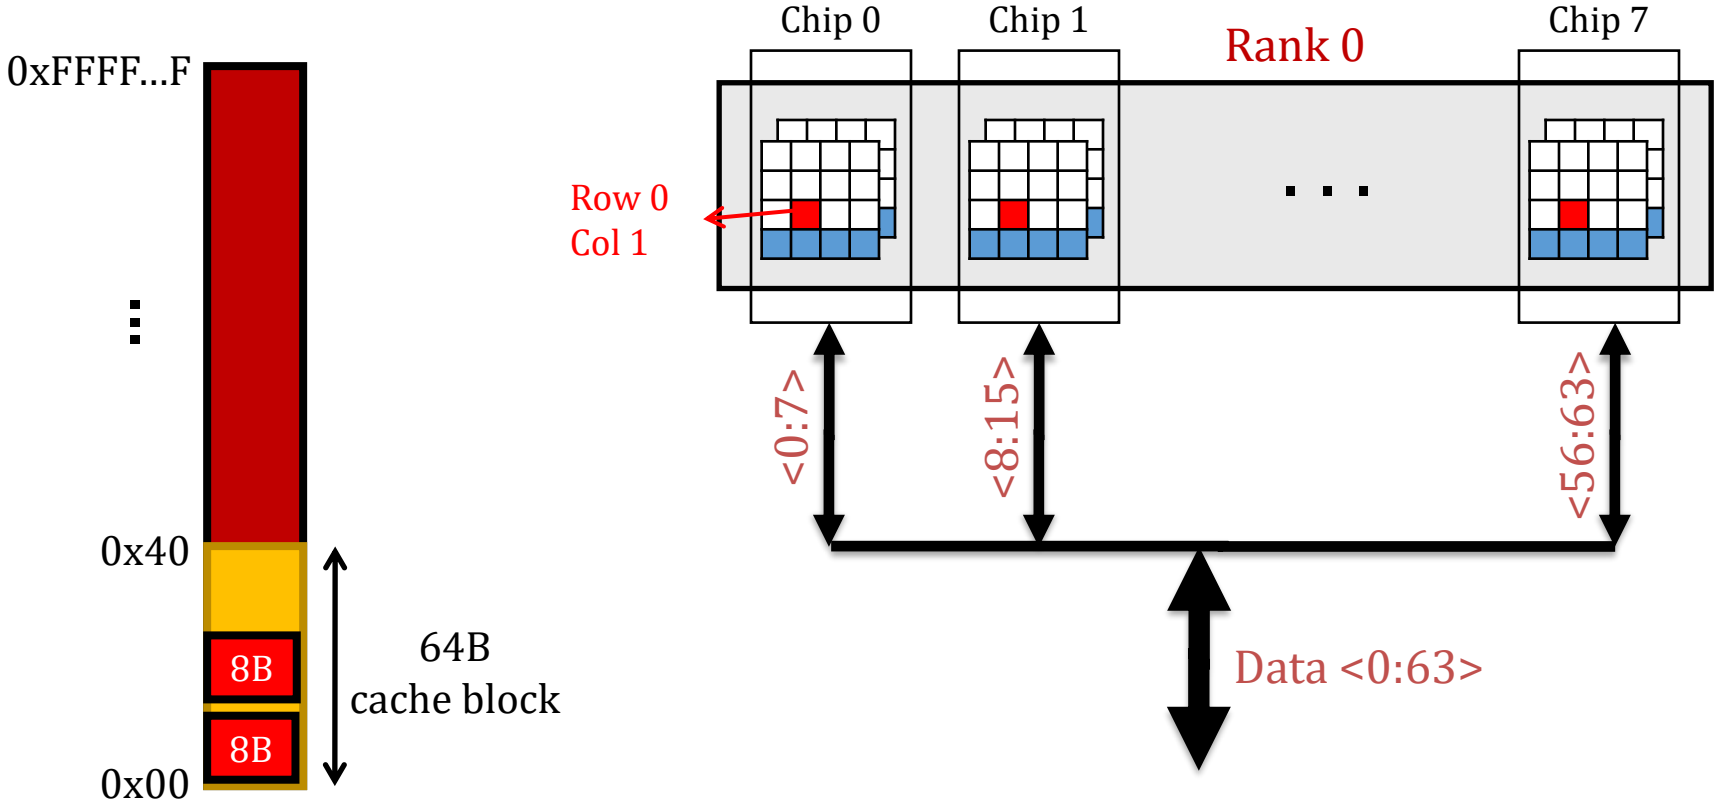 Chip 0
Chip 1
Chip 7
Rank 0
0xFFFF...F
Row 0
Col 1
<0:7>
<8:15>
<56:63>
0x40
64B
cache block
8B
8B
0x00
Data <0:63>